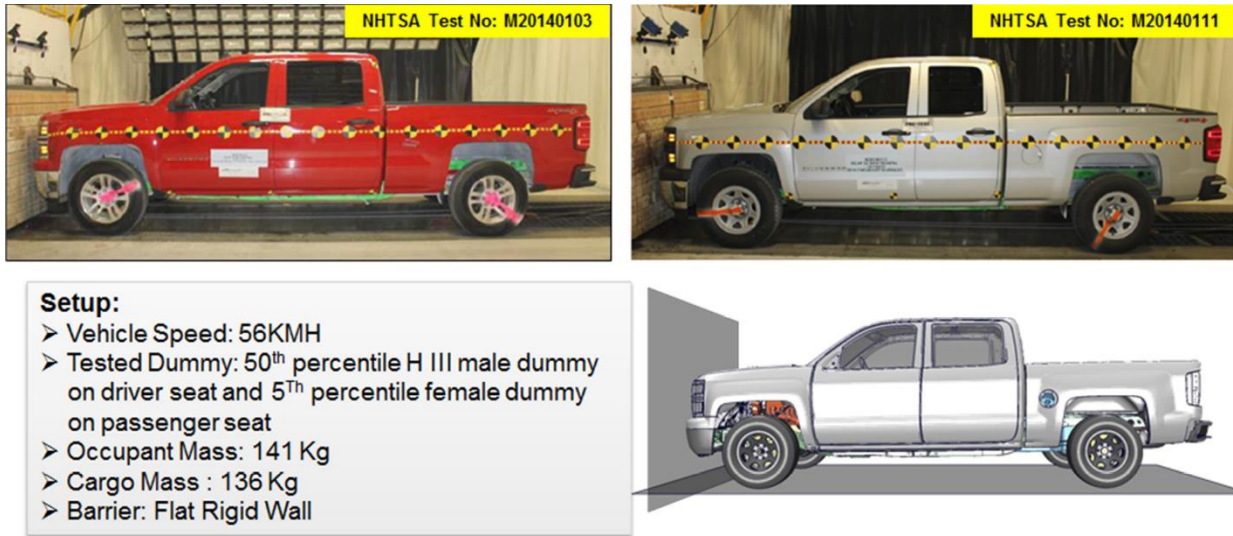 NHTSA Test No: M20140103
NHTSA Test No: M20140111
Setup:
➢ Vehicle Speed: 56KMH
➢ Tested Dummy: 50th percentile H III male dummy
on driver seat and 5Th percentile female dummy
on passenger seat
➢ Occupant Mass: 141 Kg
➢ Cargo Mass : 136 Kg
➢ Barrier: Flat Rigid Wall